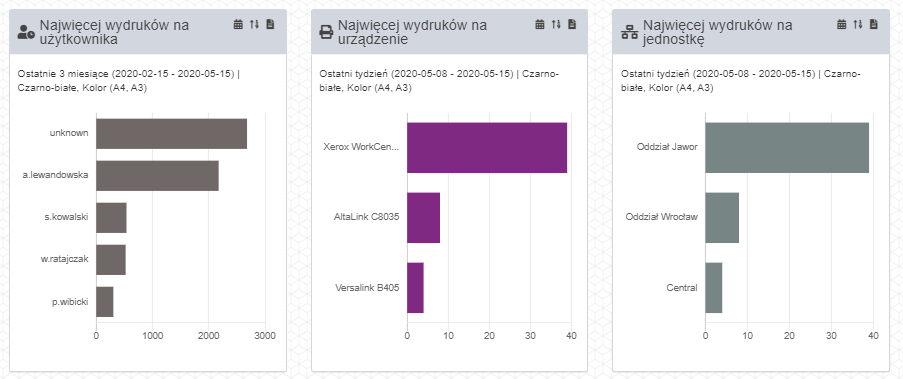 Najwięcej wydruków na
użytkownika
Ostatnie 3 miesiące (2020-02-15 - 2020-05-15) |
Czarno-białe, Kolor (A4, A3)
unknown
a.lewandowska
s.kowalski
w.ratajczak
p.wibicki
0 1000 2000 3000
Najwięcej wydruków na
urządzenie
Ostatni tydzień (2020-05-08 - 2020-05-15) | Czarno-
białe, Kolor (A4, A3)
Xerox WorkCen...
AltaLink C8035
Versalink B405
0 10 20 30 40
Najwięcej wydruków na
jednostkę
Ostatni tydzień (2020-05-08 - 2020-05-15) | Czarno-
białe, Kolor (A4, A3)
Oddział Jawor
Oddział Wrocław
Central
0 10 20 30 40